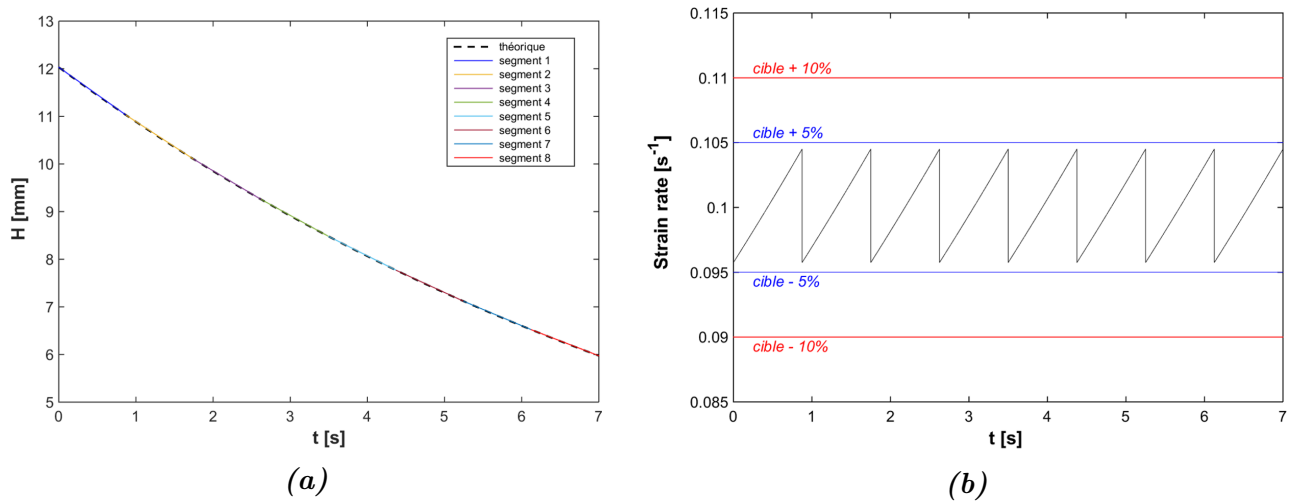 13
12
11
10
9
8
7
6
5
H [mm]
0 1 2 3 4 5 6 7
t [s]
théorique
segment 1
segment 2
segment 3
segment 4
segment 5
segment 6
segment 7
segment 8
(a)
0.115
0.11
0.105
0.1
0.095
0.09
0.085
Strain rate [s⁻¹]
cible + 10%
cible + 5%
cible - 5%
cible - 10%
0 1 2 3 4 5 6 7
t [s]
(b)